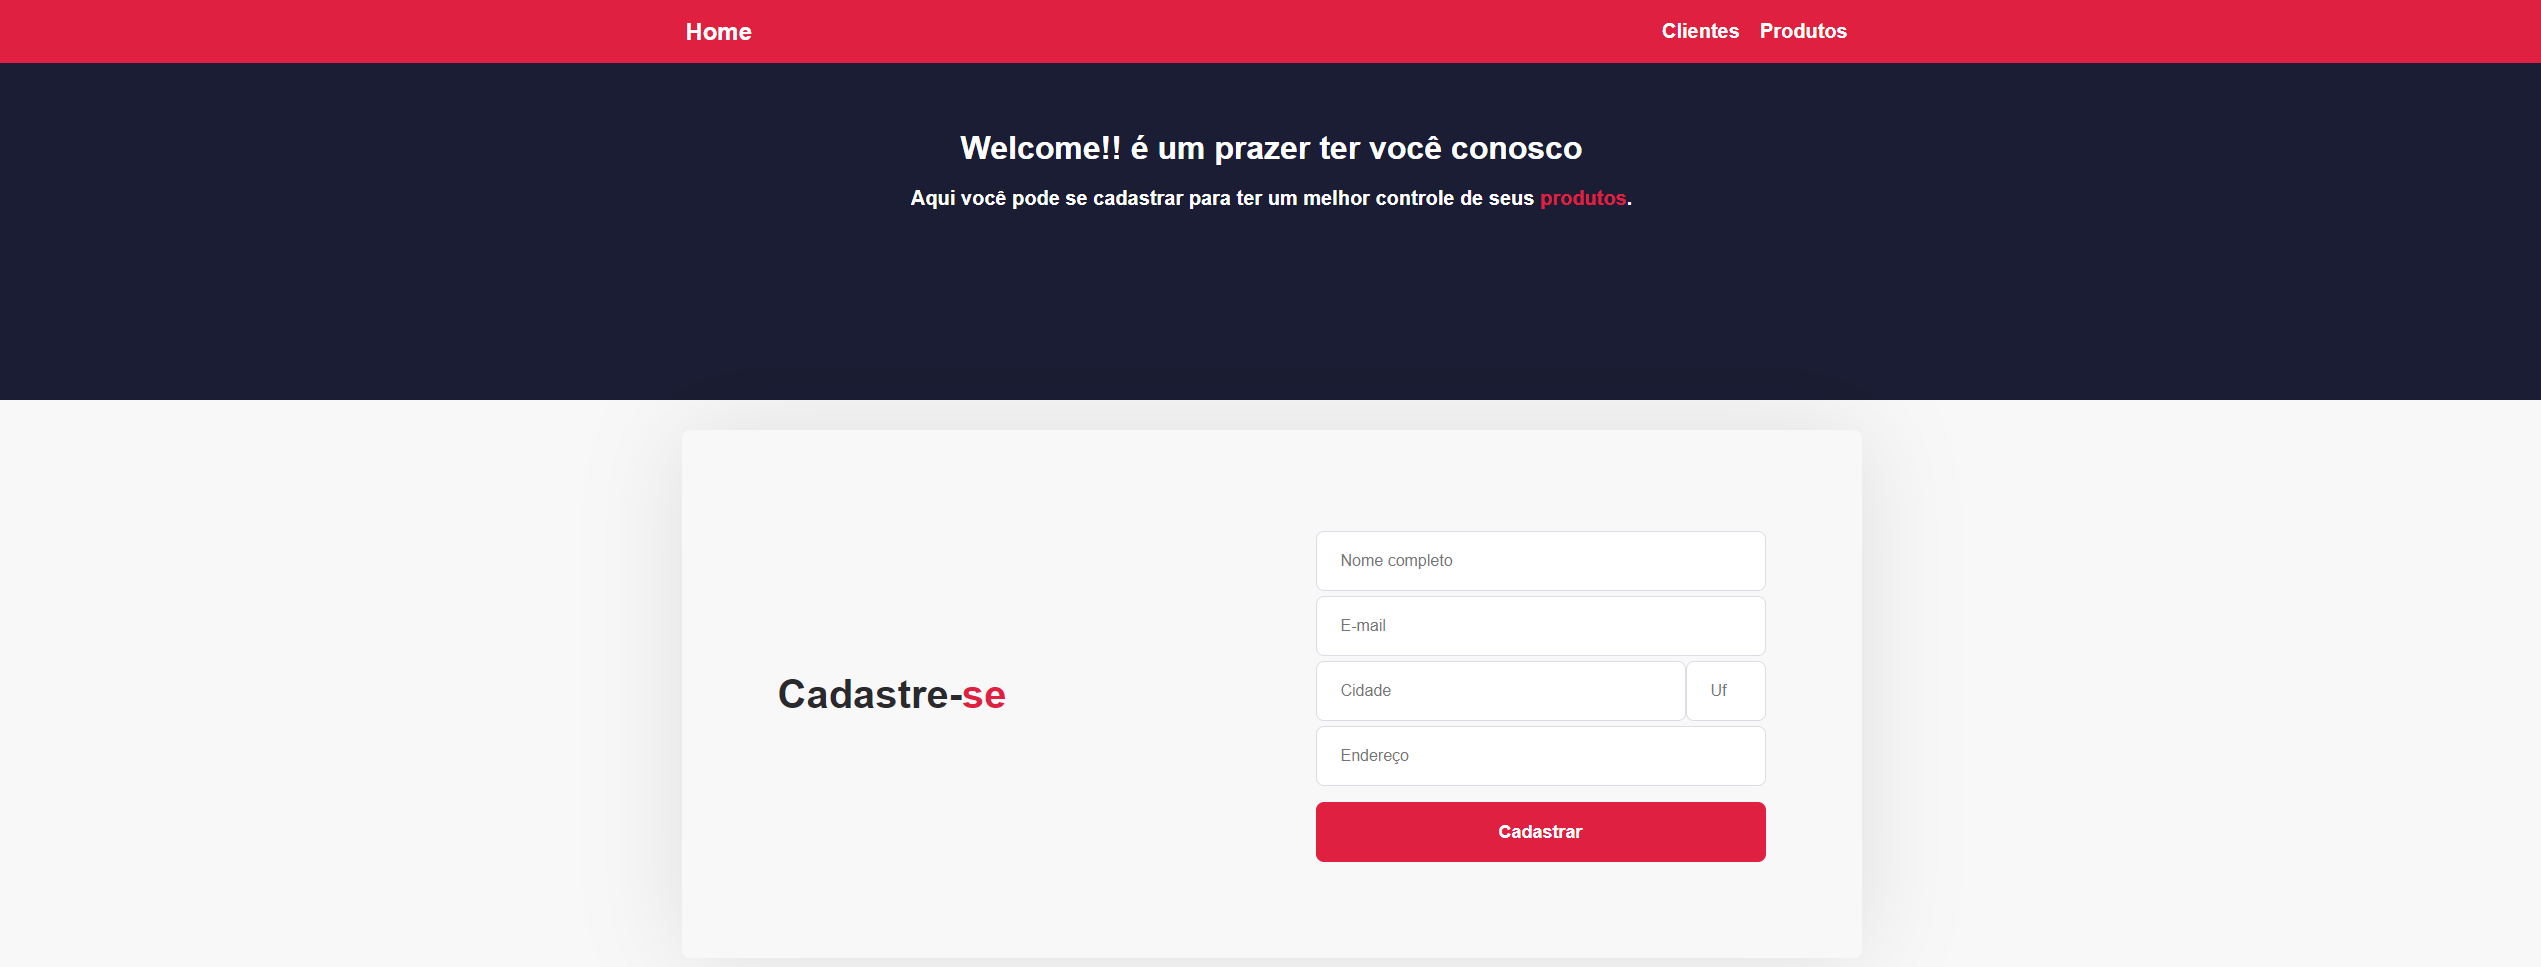 Home Clientes Produtos
Welcome!! é um prazer ter você conosco
Aqui você pode se cadastrar para ter um melhor controle de seus produtos.
Cadastre-se
Nome completo
E-mail
Cidade Uf
Endereço
Cadastrar